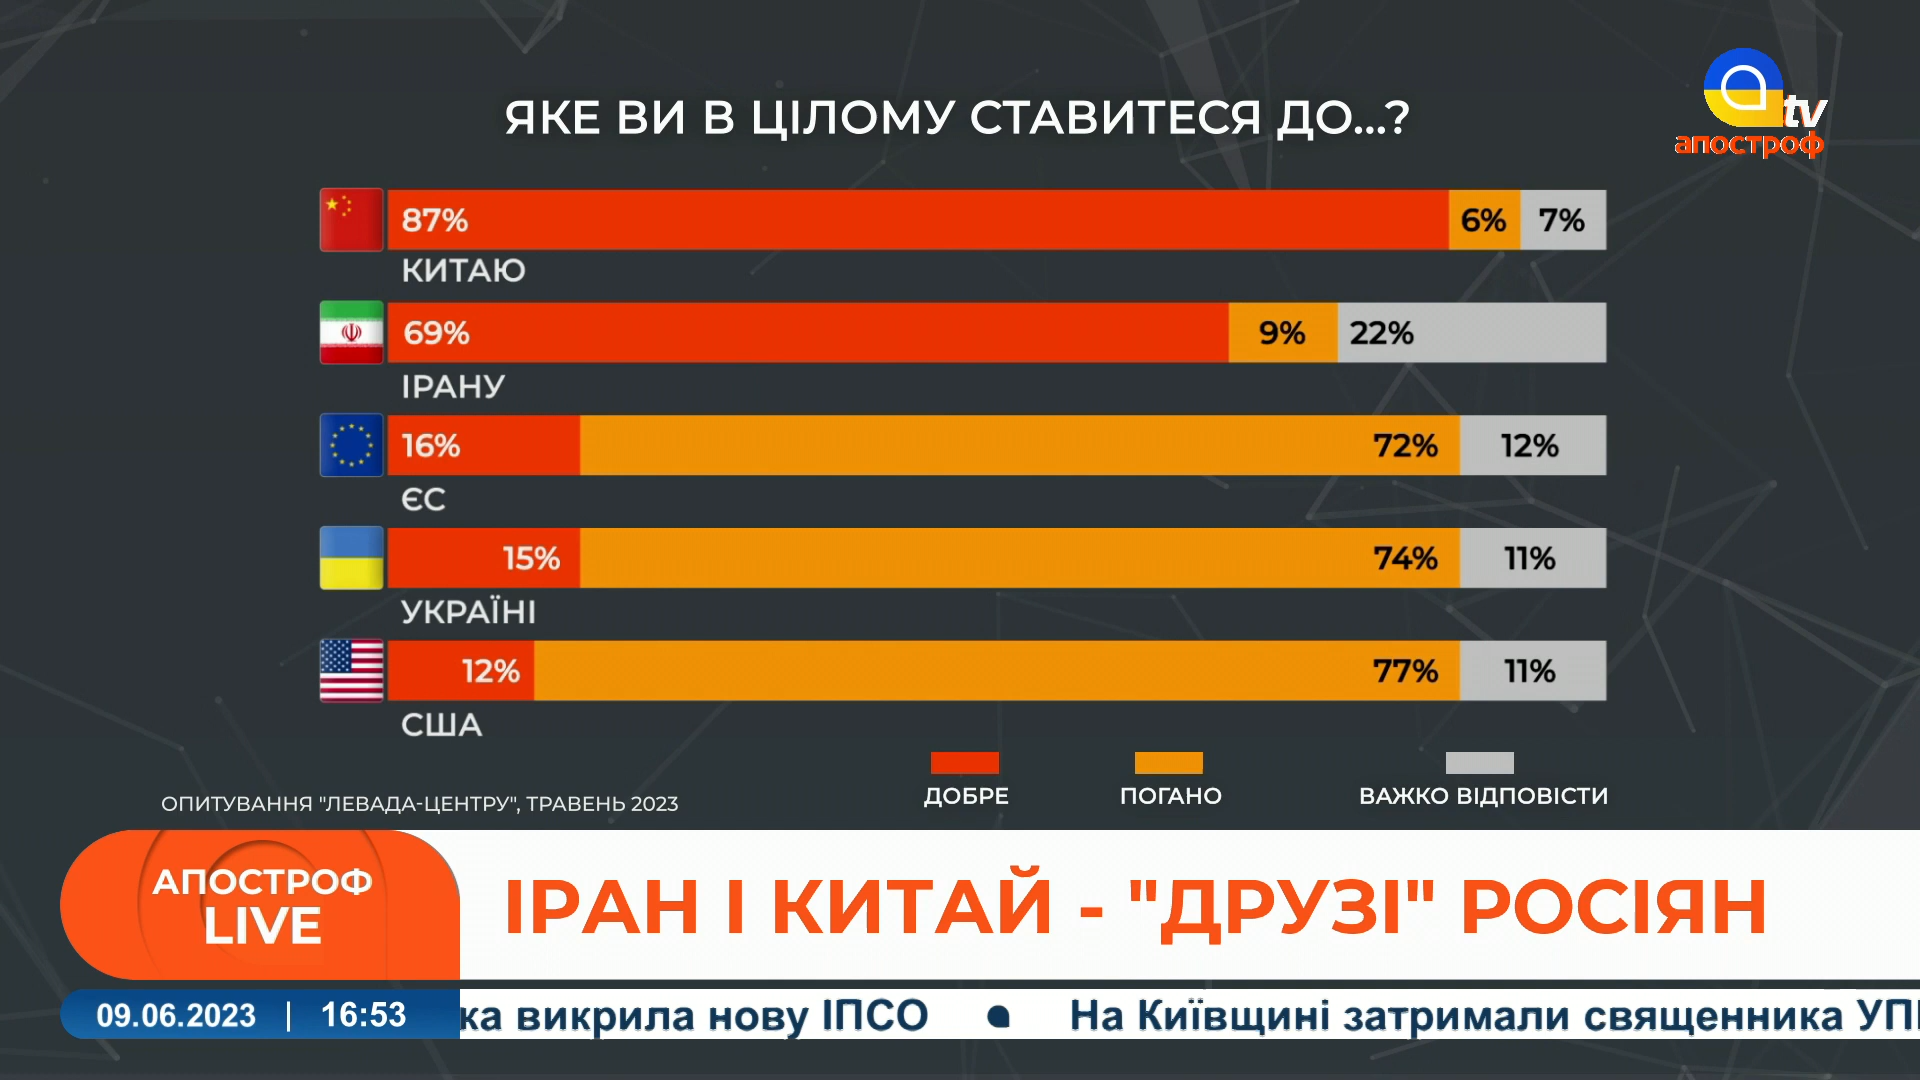 ЯКЕ ВИ В ЦІЛОМУ СТАВИТЕСЯ ДО...?
tv
апостроф
87% 6% 7%
КИТАЮ
69% 9% 22%
ІРАНУ
16% 72% 12%
ЄС
15% 74% 11%
УКРАЇНІ
12% 77% 11%
США
ДОБРЕ ПОГАНО ВАЖКО ВІДПОВІСТИ
ОПИТУВАННЯ "ЛЕВАДА-ЦЕНТРУ", ТРАВЕНЬ 2023
АПОСТРОФ
LIVE
ІРАН І КИТАЙ - "ДРУЗІ" РОСІЯН
09.06.2023 | 16:53
ка викрила нову ІПСО • На Київщині затримали священника УП